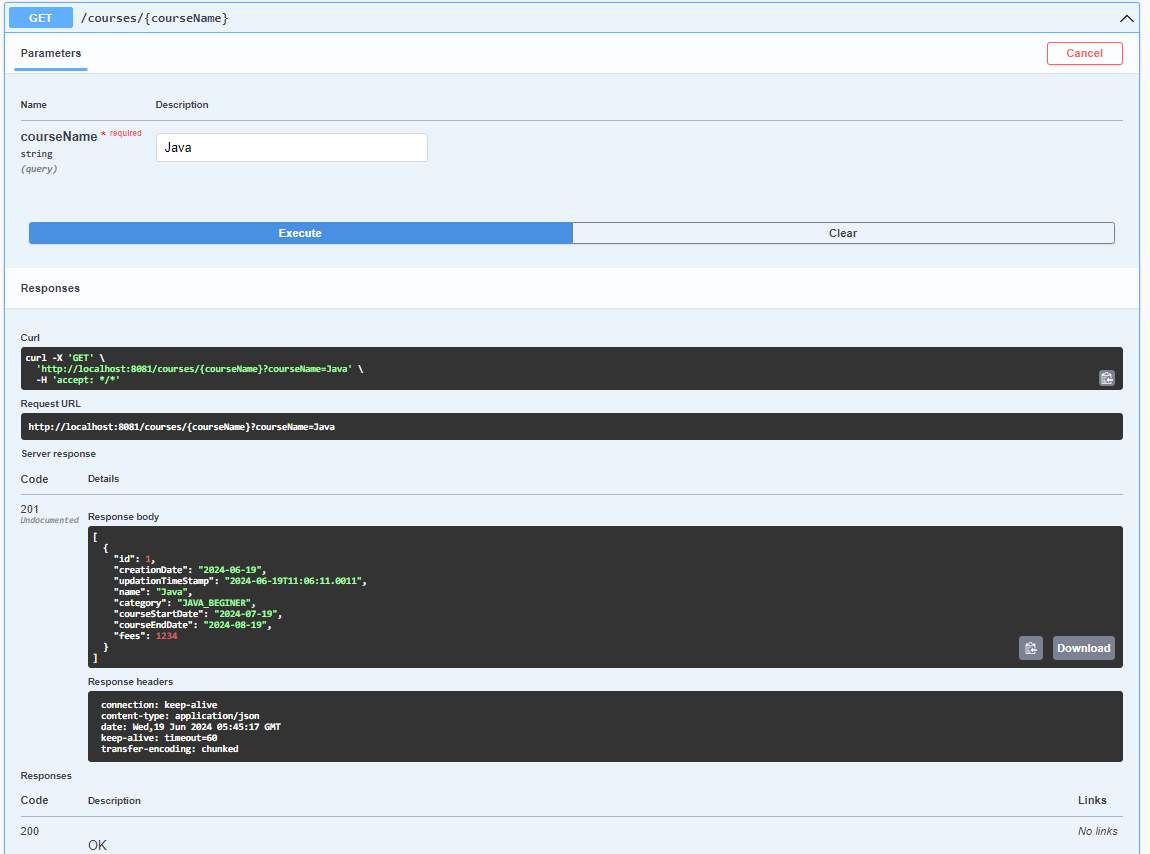 GET /courses/{courseName}
Parameters
Cancel
Name Description
courseName * required
string
(query)
Java
Execute Clear
Responses
Curl
curl -X 'GET' \
'http://localhost:8081/courses/{courseName}?courseName=Java' \
-H 'accept: */*'
Request URL
http://localhost:8081/courses/{courseName}?courseName=Java
Server response
Code Details
201
Undocumented
Response body
[
{
"id": 1,
"creationDate": "2024-06-19",
"updationTimeStamp": "2024-06-19T11:06:11.0011",
"name": "Java",
"category": "JAVA_BEGINER",
"courseStartDate": "2024-07-19",
"courseEndDate": "2024-08-19",
"fees": 1234
}
]
Download
Response headers
connection: keep-alive
content-type: application/json
date: Wed,19 Jun 2024 05:45:17 GMT
keep-alive: timeout=60
transfer-encoding: chunked
Responses
Code Description Links
200 No links
OK